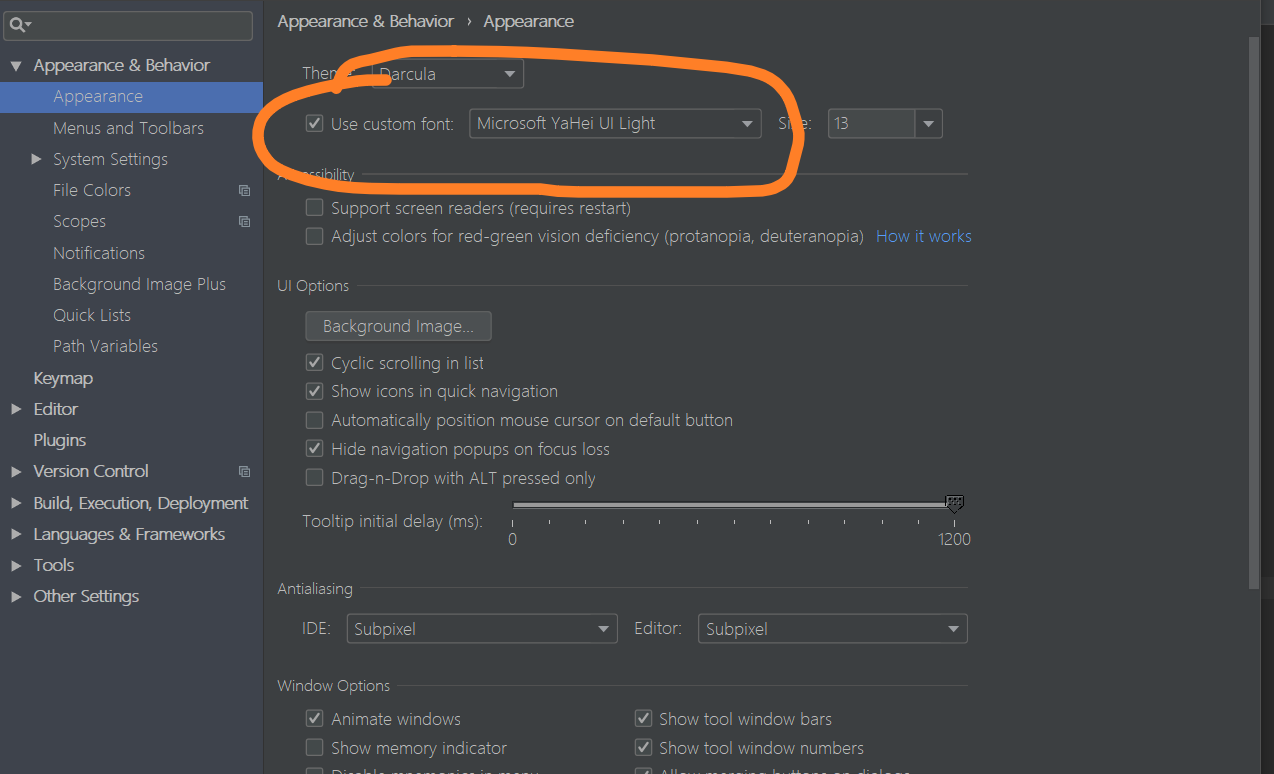 Appearance & Behavior
Appearance
Menus and Toolbars
System Settings
File Colors
Scopes
Notifications
Background Image Plus
Quick Lists
Path Variables
Keymap
Editor
Plugins
Version Control
Build, Execution, Deployment
Languages & Frameworks
Tools
Other Settings
Appearance & Behavior › Appearance
Darcula
Use custom font: Microsoft YaHei UI Light 13
Support screen readers (requires restart)
Adjust colors for red-green vision deficiency (protanopia, deuteranopia) How it works
UI Options
Background Image...
Cyclic scrolling in list
Show icons in quick navigation
Automatically position mouse cursor on default button
Hide navigation popups on focus loss
Drag-n-Drop with ALT pressed only
Tooltip initial delay (ms):
0 1200
Antialiasing
IDE: Subpixel Editor: Subpixel
Window Options
Animate windows Show tool window bars
Show memory indicator Show tool window numbers